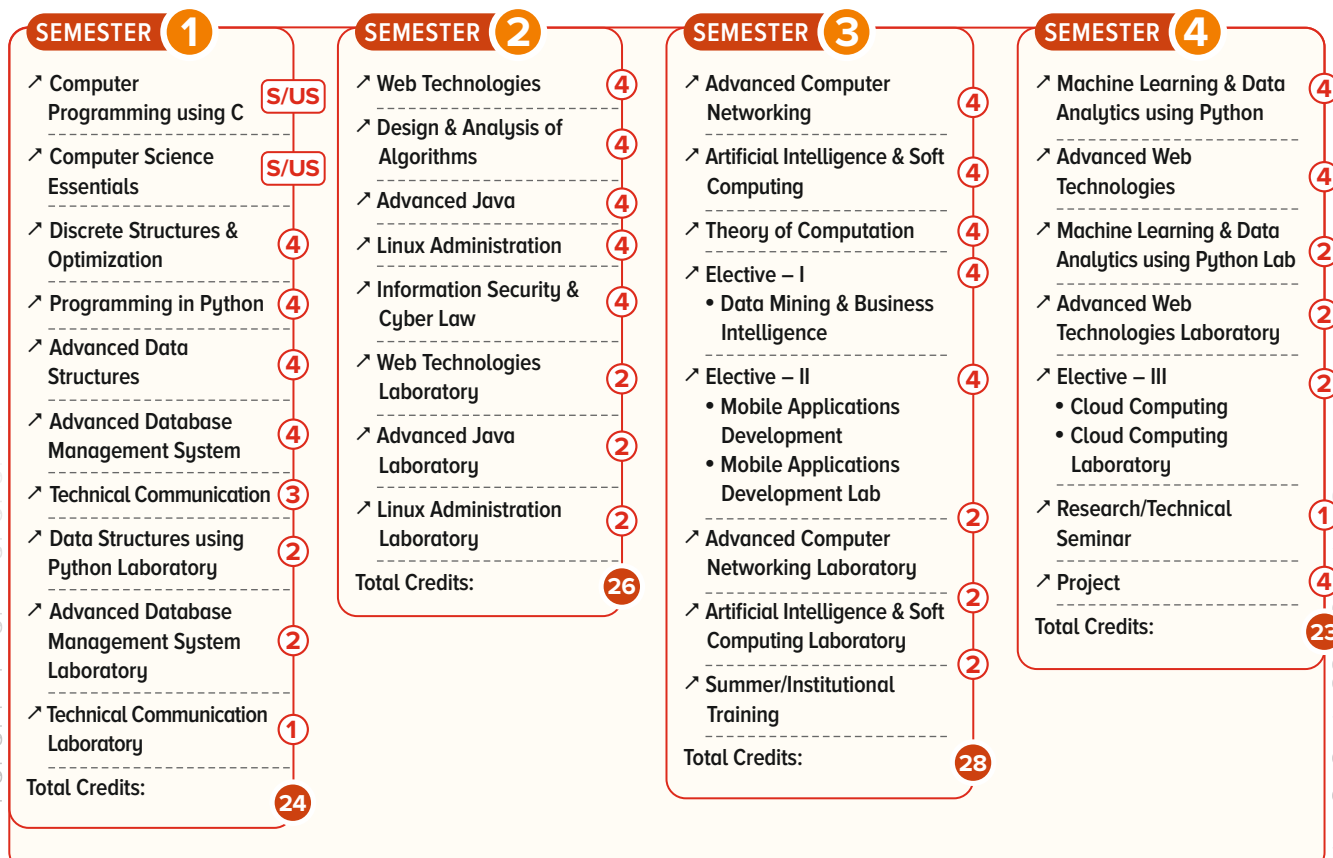 SEMESTER 1
↗ Computer
Programming using C S/US
↗ Computer Science
Essentials S/US
↗ Discrete Structures &
Optimization 4
↗ Programming in Python 4
↗ Advanced Data
Structures 4
↗ Advanced Database
Management System 4
↗ Technical Communication 3
↗ Data Structures using
Python Laboratory 2
↗ Advanced Database
Management System 2
Laboratory
↗ Technical Communication
Laboratory 1
Total Credits: 24
SEMESTER 2
↗ Web Technologies 4
↗ Design & Analysis of
Algorithms 4
↗ Advanced Java 4
↗ Linux Administration 4
↗ Information Security &
Cyber Law 4
↗ Web Technologies
Laboratory 2
↗ Advanced Java
Laboratory 2
↗ Linux Administration
Laboratory 2
Total Credits: 26
SEMESTER 3
↗ Advanced Computer
Networking 4
↗ Artificial Intelligence & Soft
Computing 4
↗ Theory of Computation 4
↗ Elective – I 4
• Data Mining & Business
Intelligence
↗ Elective – II 4
• Mobile Applications
Development
• Mobile Applications
Development Lab
2
↗ Advanced Computer
Networking Laboratory
2
↗ Artificial Intelligence & Soft
Computing Laboratory
2
↗ Summer/Institutional
Training
Total Credits: 28
SEMESTER 4
↗ Machine Learning & Data 4
Analytics using Python
↗ Advanced Web
Technologies 4
↗ Machine Learning & Data
Analytics using Python Lab 2
↗ Advanced Web
Technologies Laboratory 2
↗ Elective – III 2
• Cloud Computing
• Cloud Computing
Laboratory
↗ Research/Technical 1
Seminar
↗ Project 4
Total Credits: 23